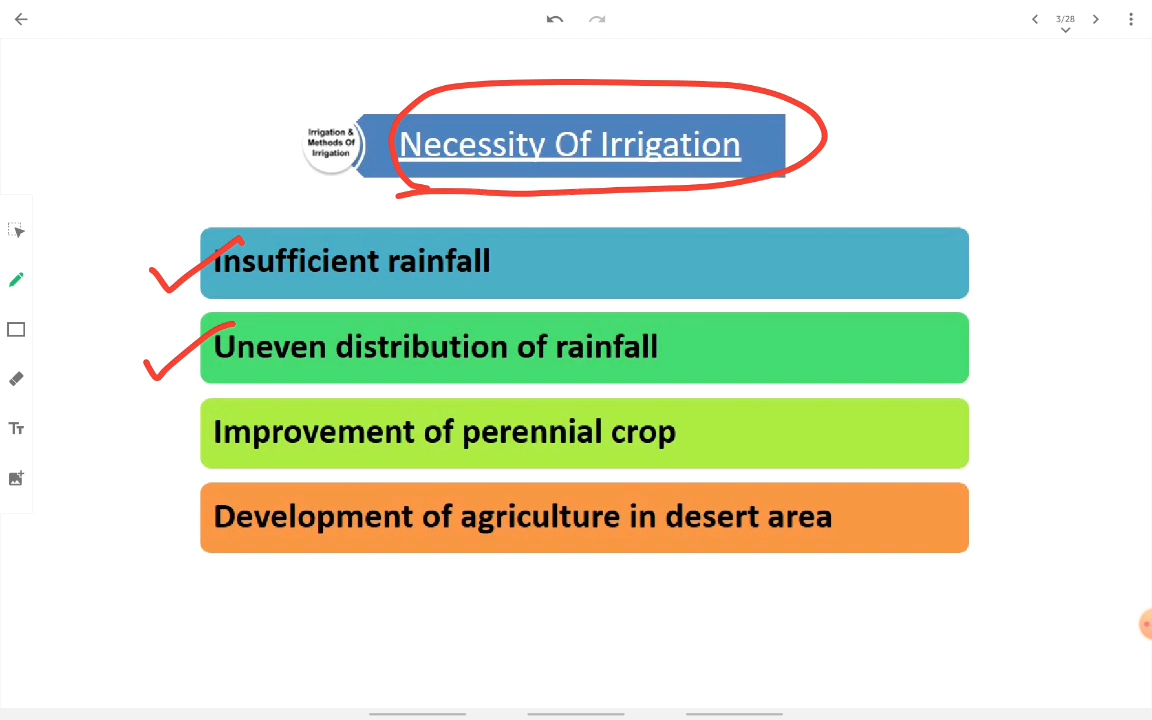 3/28
Irrigation &
Methods Of
Irrigation
Necessity Of Irrigation
Insufficient rainfall
Uneven distribution of rainfall
Improvement of perennial crop
Development of agriculture in desert area
TT